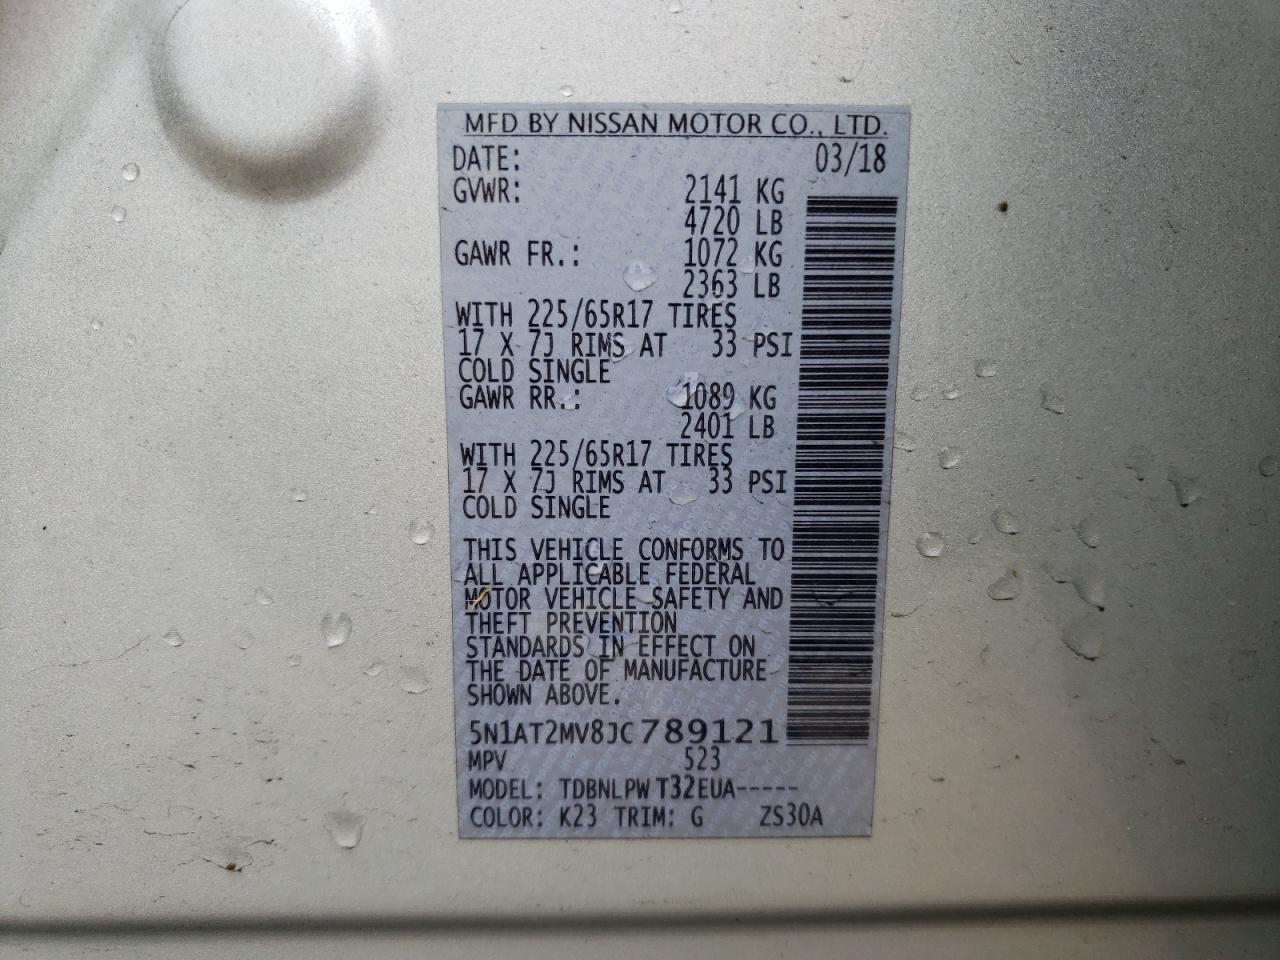 MFD BY NISSAN MOTOR CO., LTD.
DATE: 03/18
GVWR: 2141 KG
4720 LB
GAWR FR.: 1072 KG
2363 LB
WITH 225/65R17 TIRES
17 X 7J RIMS AT 33 PSI
COLD SINGLE
GAWR RR.: 1089 KG
2401 LB
WITH 225/65R17 TIRES
17 X 7J RIMS AT 33 PSI
COLD SINGLE
THIS VEHICLE CONFORMS TO
ALL APPLICABLE FEDERAL
MOTOR VEHICLE SAFETY AND
THEFT PREVENTION
STANDARDS IN EFFECT ON
THE DATE OF MANUFACTURE
SHOWN ABOVE.
5N1AT2MV8JC789121
MPV 523
MODEL: TDBNLPW T32EUA-----
COLOR: K23 TRIM: G ZS30A